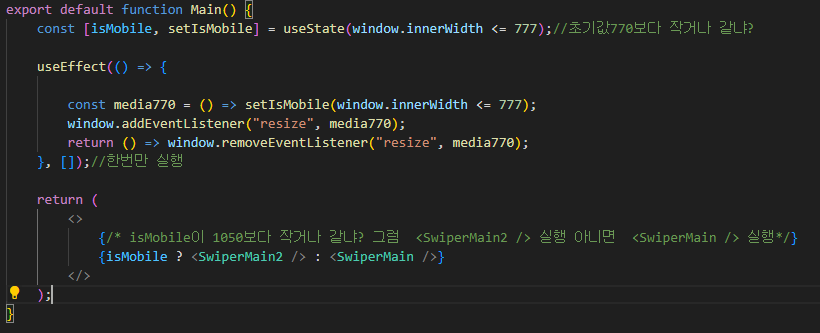 export default function Main() {
const [isMobile, setIsMobile] = useState(window.innerWidth <= 777);//초기값770보다 작거나 같냐?
useEffect(() => {
const media770 = () => setIsMobile(window.innerWidth <= 777);
window.addEventListener("resize", media770);
return () => window.removeEventListener("resize", media770);
}, []);//한번만 실행
return (
<>
{/* isMobile이 1050보다 작거나 같냐? 그럼  <SwiperMain2 /> 실행 아니면  <SwiperMain /> 실행*/}
{isMobile ? <SwiperMain2 /> : <SwiperMain />}
</>
);
}